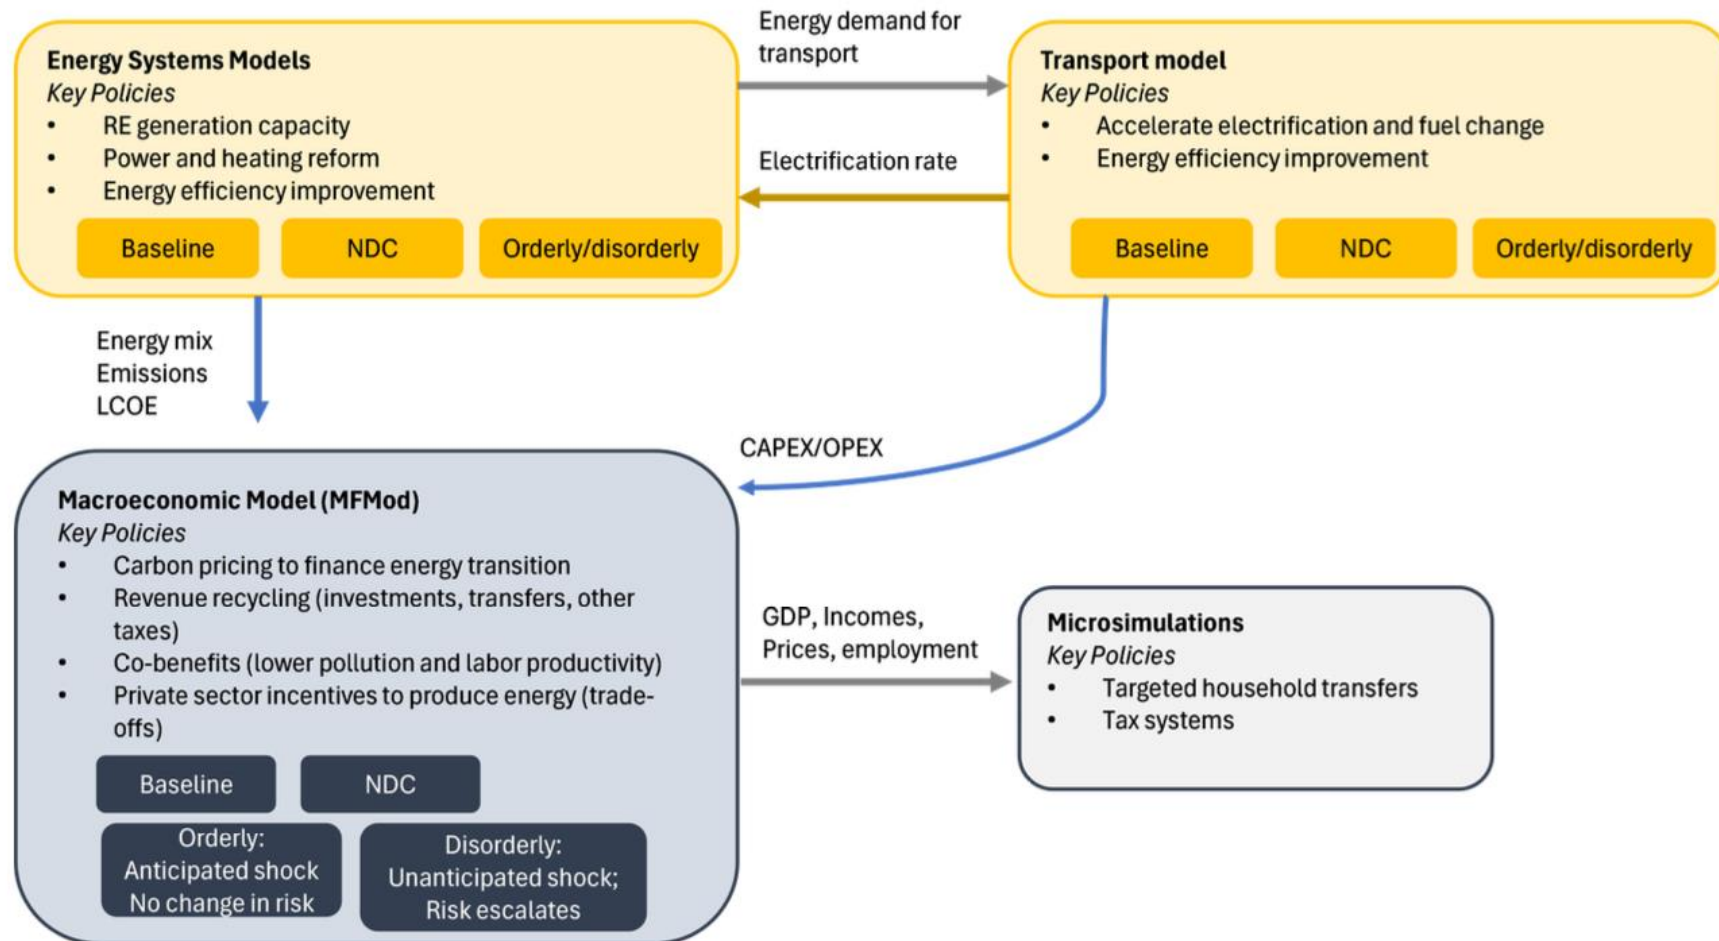 Energy Systems Models
Key Policies
• RE generation capacity
• Power and heating reform
• Energy efficiency improvement
Baseline
NDC
Orderly/disorderly
Energy demand for
transport
Electrification rate
Transport model
Key Policies
• Accelerate electrification and fuel change
• Energy efficiency improvement
Baseline
NDC
Orderly/disorderly
Energy mix
Emissions
LCOE
CAPEX/OPEX
Macroeconomic Model (MFMod)
Key Policies
• Carbon pricing to finance energy transition
• Revenue recycling (investments, transfers, other
taxes)
• Co-benefits (lower pollution and labor productivity)
• Private sector incentives to produce energy (trade-
offs)
Baseline
NDC
Orderly:
Anticipated shock
No change in risk
Disorderly:
Unanticipated shock;
Risk escalates
GDP, Incomes,
Prices, employment
Microsimulations
Key Policies
• Targeted household transfers
• Tax systems